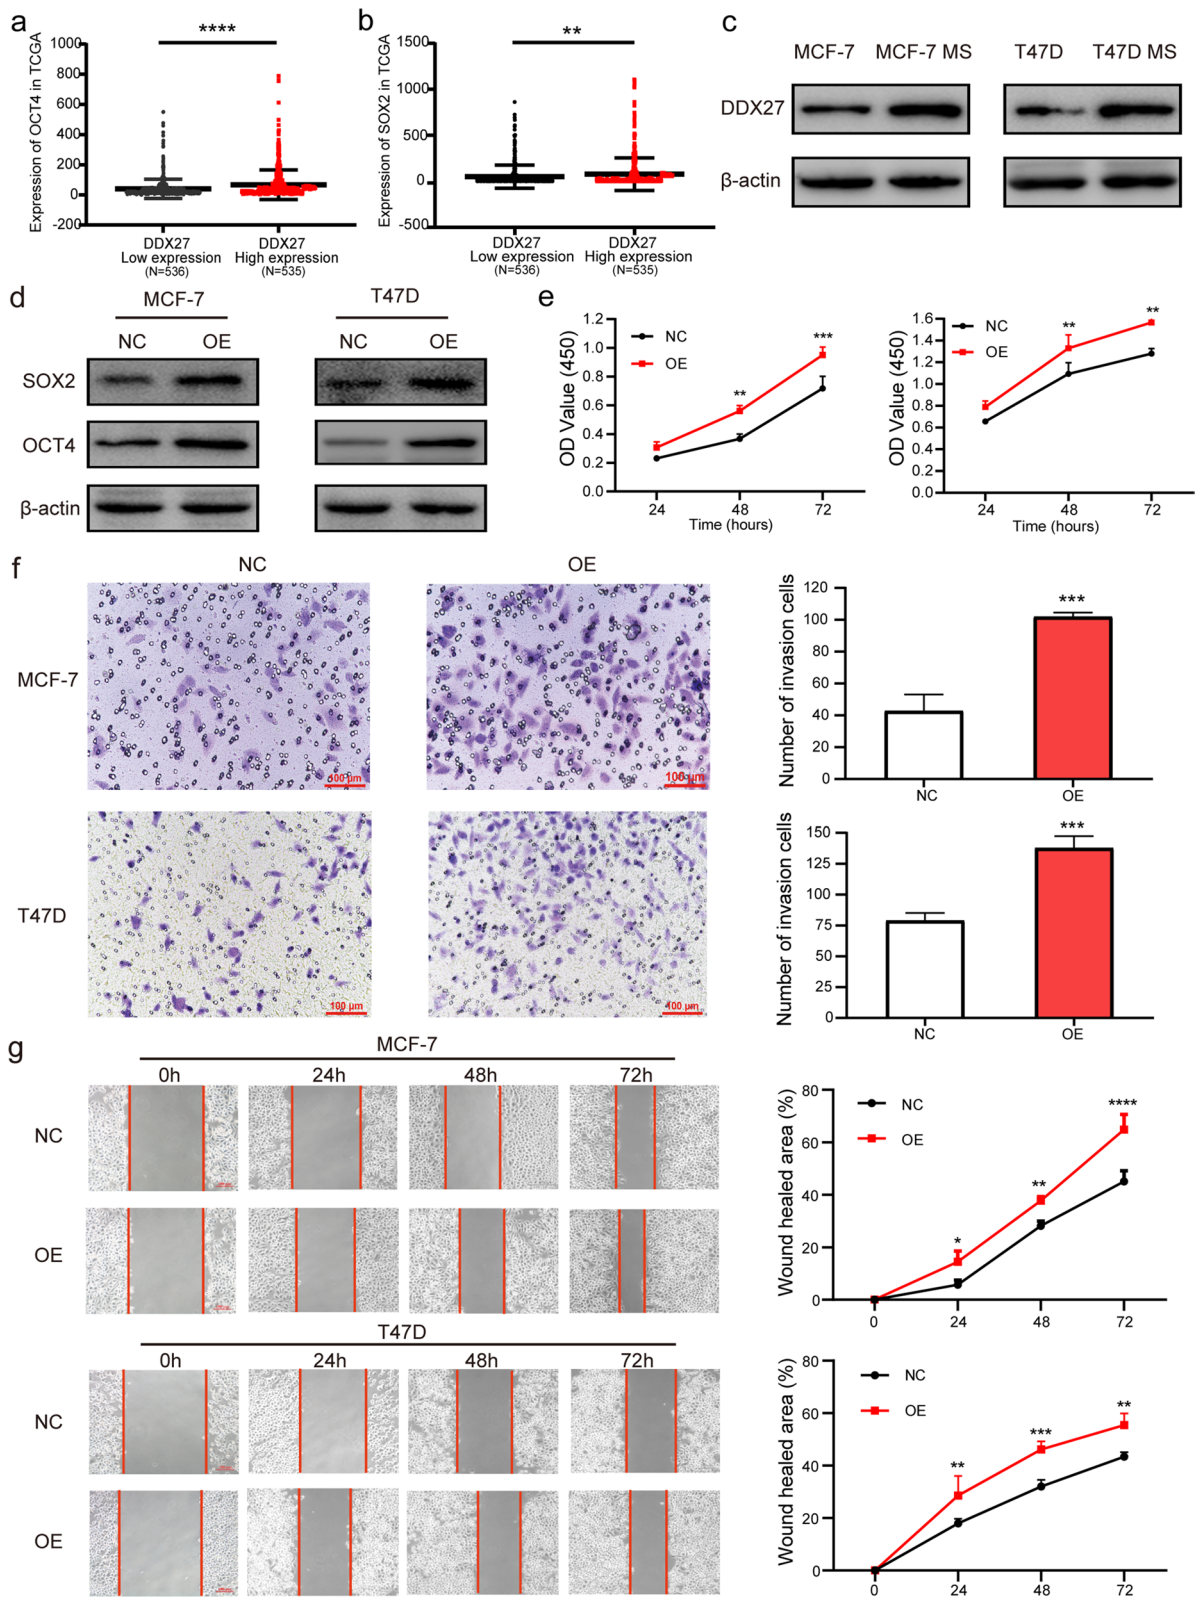 a
Expression of OCT4 in TCGA
1000
800
600
400
200
0
-200
****
DDX27
Low expression
(N=536)
DDX27
High expression
(N=535)
b
Expression of SOX2 in TCGA
1500
1000
500
0
-500
**
DDX27
Low expression
(N=536)
DDX27
High expression
(N=535)
c
MCF-7 MCF-7 MS T47D T47D MS
DDX27
β-actin
d
MCF-7 T47D
NC OE NC OE
SOX2
OCT4
β-actin
e
OD Value (450)
1.2
1.0
0.8
0.6
0.4
0.2
0.0
NC
OE
**
***
24 48 72
Time (hours)
OD Value (450)
1.6
1.4
1.2
1.0
0.8
0.6
0.4
0.2
0.0
NC
OE
**
**
24 48 72
Time (hours)
f
NC OE
MCF-7
100 μm
100 μm
Number of invasion cells
120
100
80
60
40
20
0
***
NC OE
T47D
100 μm
100 μm
Number of invasion cells
150
125
100
75
50
25
0
***
NC OE
g
MCF-7
0h 24h 48h 72h
NC
OE
Wound healed area (%)
80
60
40
20
0
NC
OE
*
**
****
0 24 48 72
T47D
0h 24h 48h 72h
NC
OE
Wound healed area (%)
80
60
40
20
0
NC
OE
**
***
**
0 24 48 72